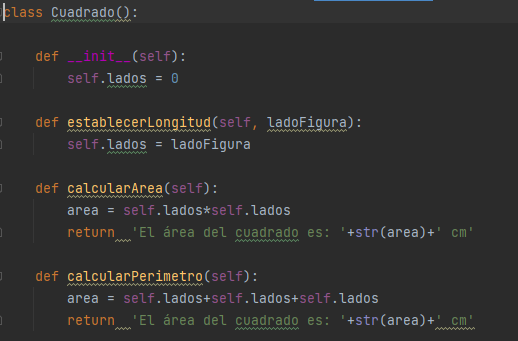 class Cuadrado():
def __init__(self):
self.lados = 0
def establecerLongitud(self, ladoFigura):
self.lados = ladoFigura
def calcularArea(self):
area = self.lados*self.lados
return  'El área del cuadrado es: '+str(area)+' cm'
def calcularPerimetro(self):
area = self.lados+self.lados+self.lados
return  'El área del cuadrado es: '+str(area)+' cm'